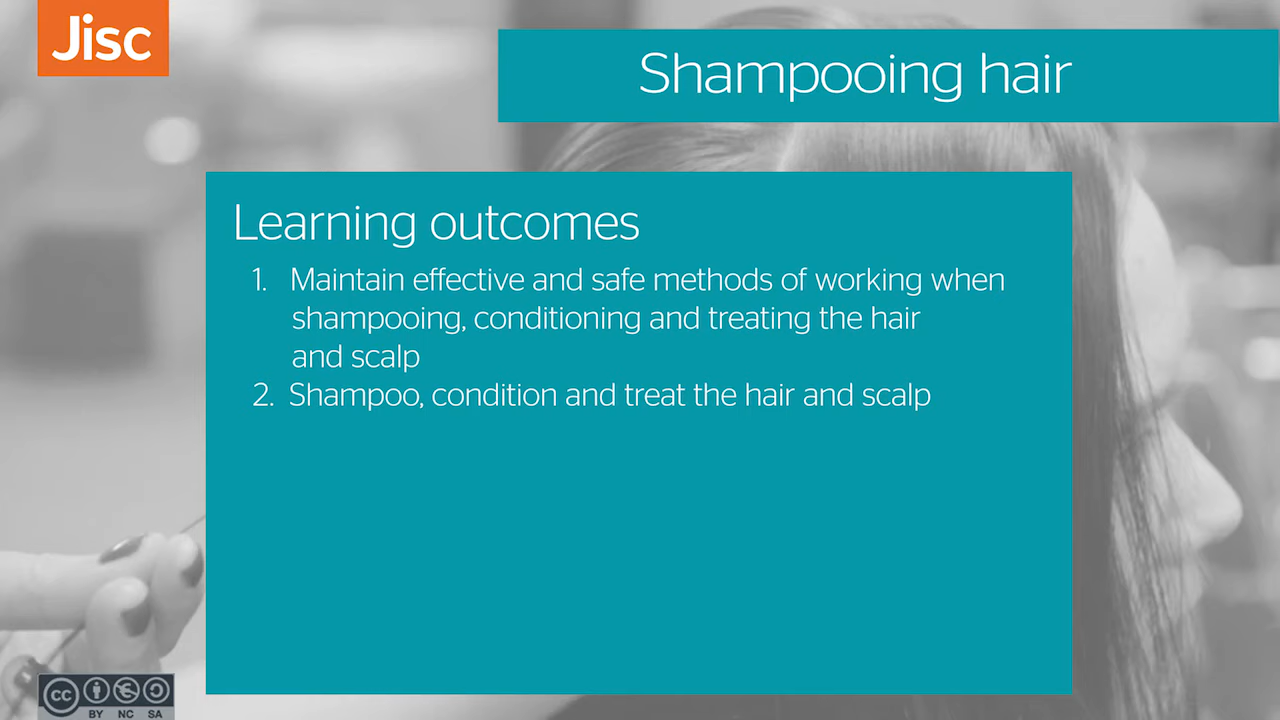 Jisc
Shampooing hair
Learning outcomes
1. Maintain effective and safe methods of working when
shampooing, conditioning and treating the hair
and scalp
2. Shampoo, condition and treat the hair and scalp
cc
BY NC SA